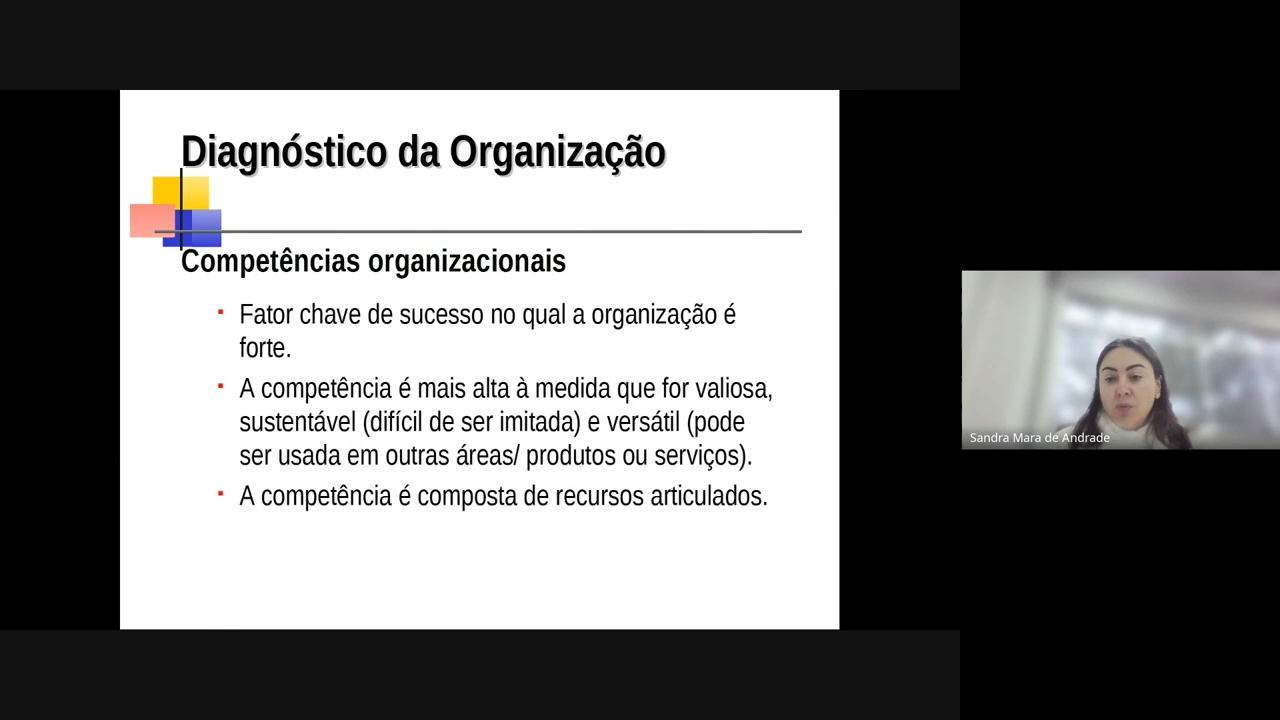 Diagnóstico da Organização
Competências organizacionais
Fator chave de sucesso no qual a organização é
forte.
A competência é mais alta à medida que for valiosa,
sustentável (difícil de ser imitada) e versátil (pode
ser usada em outras áreas/ produtos ou serviços).
A competência é composta de recursos articulados.
Sandra Mara de Andrade